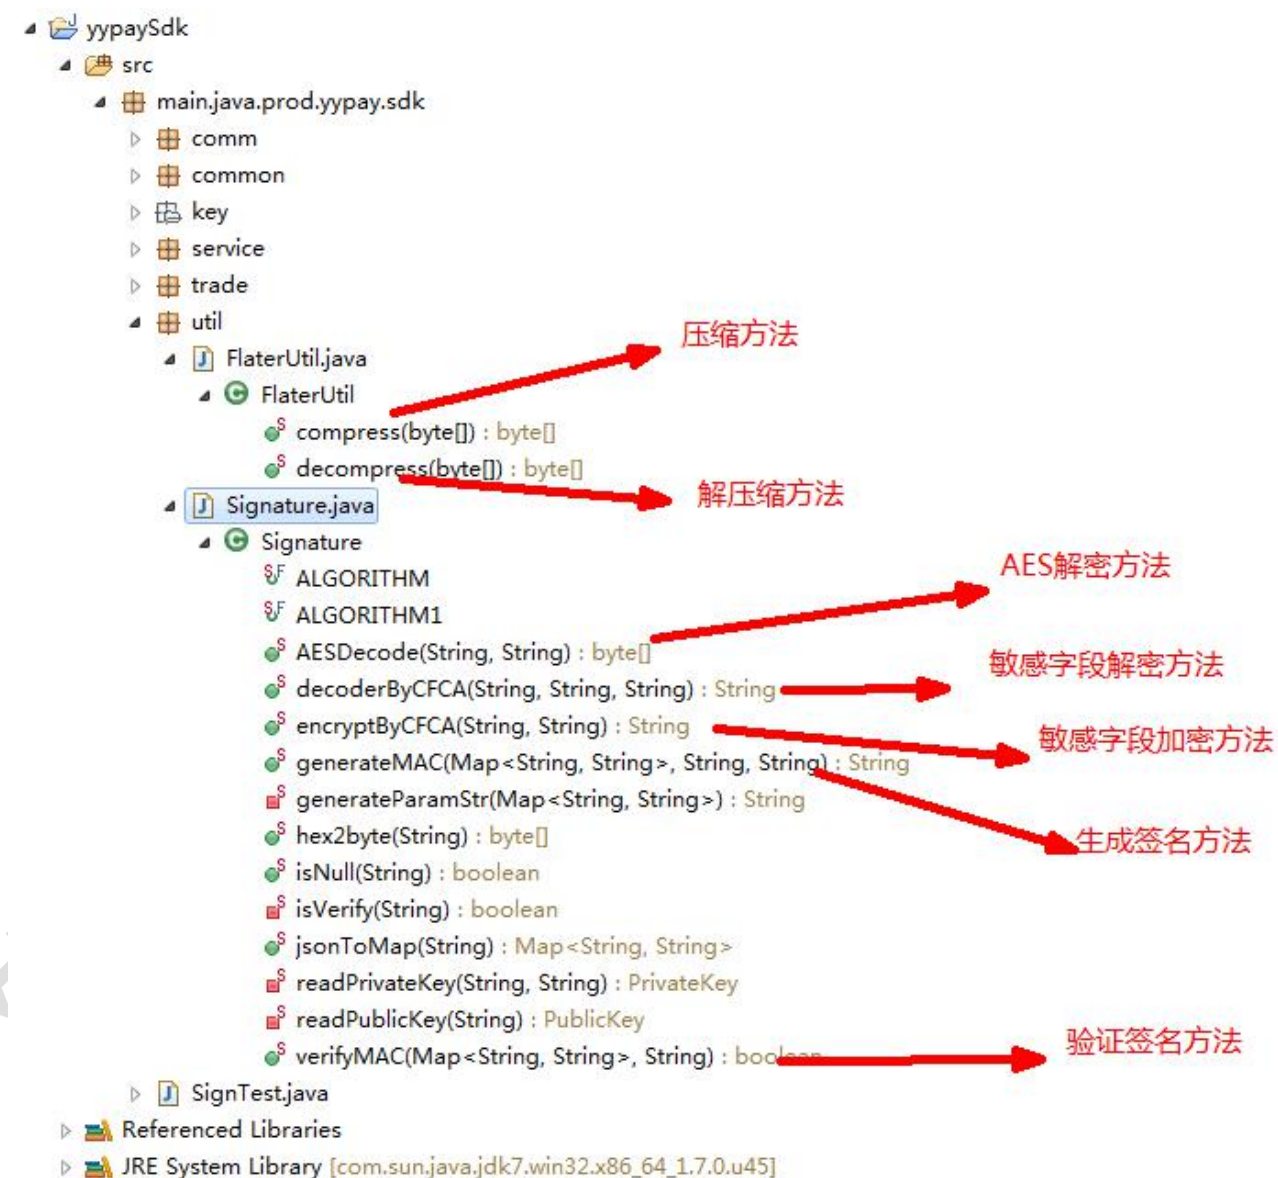 yypaySdk
src
main.java.prod.yypay.sdk
comm
common
key
service
trade
util
压缩方法
FlaterUtil.java
FlaterUtil
compress(byte[]) : byte[]
decompress(byte[]) : byte[]
解压缩方法
Signature.java
Signature
AES解密方法
ALGORITHM
ALGORITHM1
AESDecode(String, String) : byte[]
敏感字段解密方法
decoderByCFCA(String, String, String) : String
encryptByCFCA(String, String) : String
敏感字段加密方法
generateMAC(Map<String, String>, String, String) : String
generateParamStr(Map<String, String>) : String
hex2byte(String) : byte[]
生成签名方法
isNull(String) : boolean
isVerify(String) : boolean
jsonToMap(String) : Map<String, String>
readPrivateKey(String, String) : PrivateKey
readPublicKey(String) : PublicKey
验证签名方法
verifyMAC(Map<String, String>, String) : boolean
SignTest.java
Referenced Libraries
JRE System Library [com.sun.java.jdk7.win32.x86_64_1.7.0.u45]